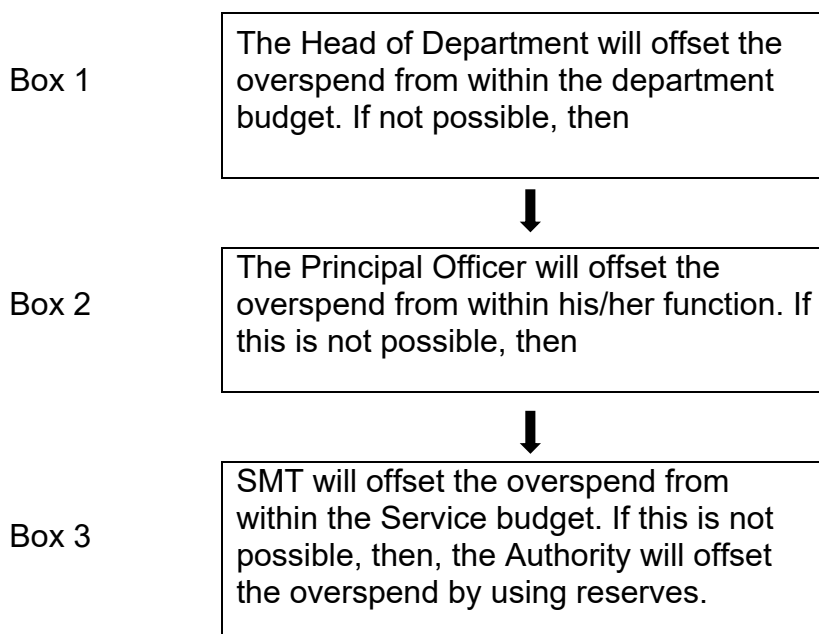 Box 1
The Head of Department will offset the
overspend from within the department
budget. If not possible, then
Box 2
The Principal Officer will offset the
overspend from within his/her function. If
this is not possible, then
Box 3
SMT will offset the overspend from
within the Service budget. If this is not
possible, then, the Authority will offset
the overspend by using reserves.